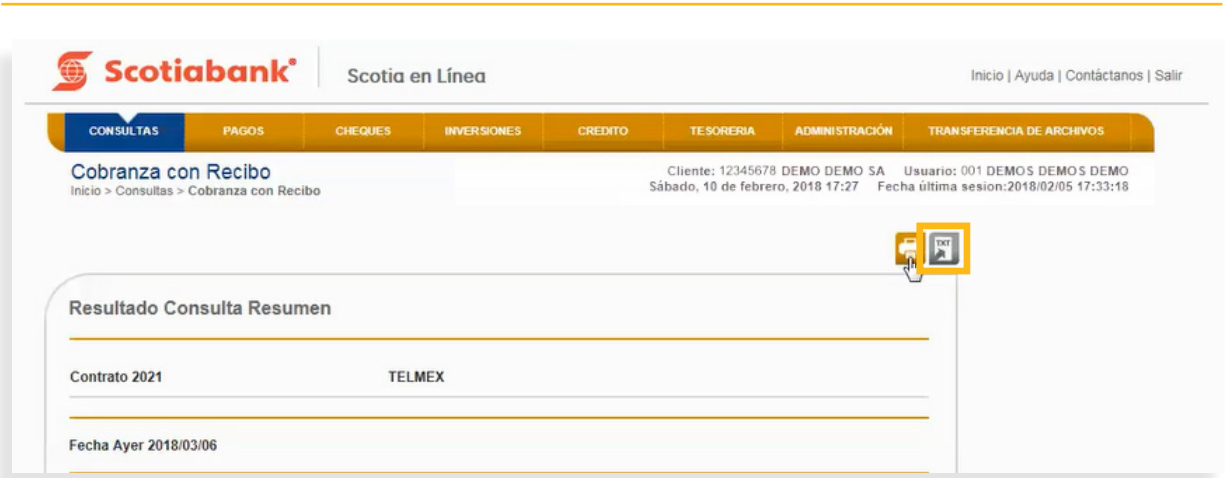 Scotiabank®
Scotia en Línea
Inicio | Ayuda | Contáctanos | Salir
CONSULTAS PAGOS CHEQUES INVERSIONES CREDITO TESORERIA ADMINISTRACIÓN TRANSFERENCIA DE ARCHIVOS
Cobranza con Recibo
Cliente: 12345678 DEMO DEMO SA Usuario: 001 DEMOS DEMOS DEMO
Inicio > Consultas > Cobranza con Recibo
Sábado, 10 de febrero, 2018 17:27 Fecha última sesion:2018/02/05 17:33:18
TXT
Resultado Consulta Resumen
Contrato 2021 TELMEX
Fecha Ayer 2018/03/06